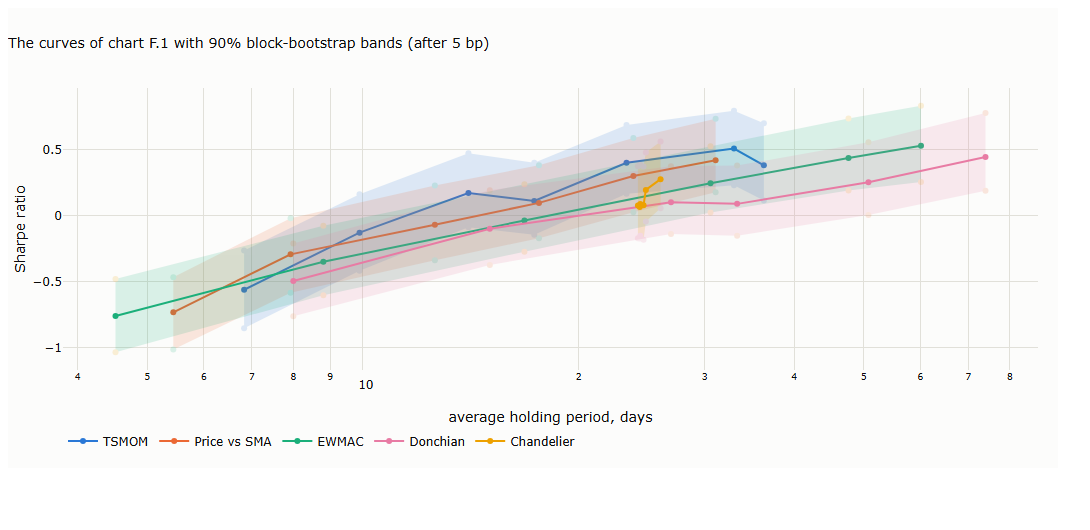 The curves of chart F.1 with 90% block-bootstrap bands (after 5 bp)
Sharpe ratio
0.5
0
−0.5
−1
4 5 6 7 8 9 10 2 3 4 5 6 7 8
average holding period, days
TSMOM Price vs SMA EWMAC Donchian Chandelier